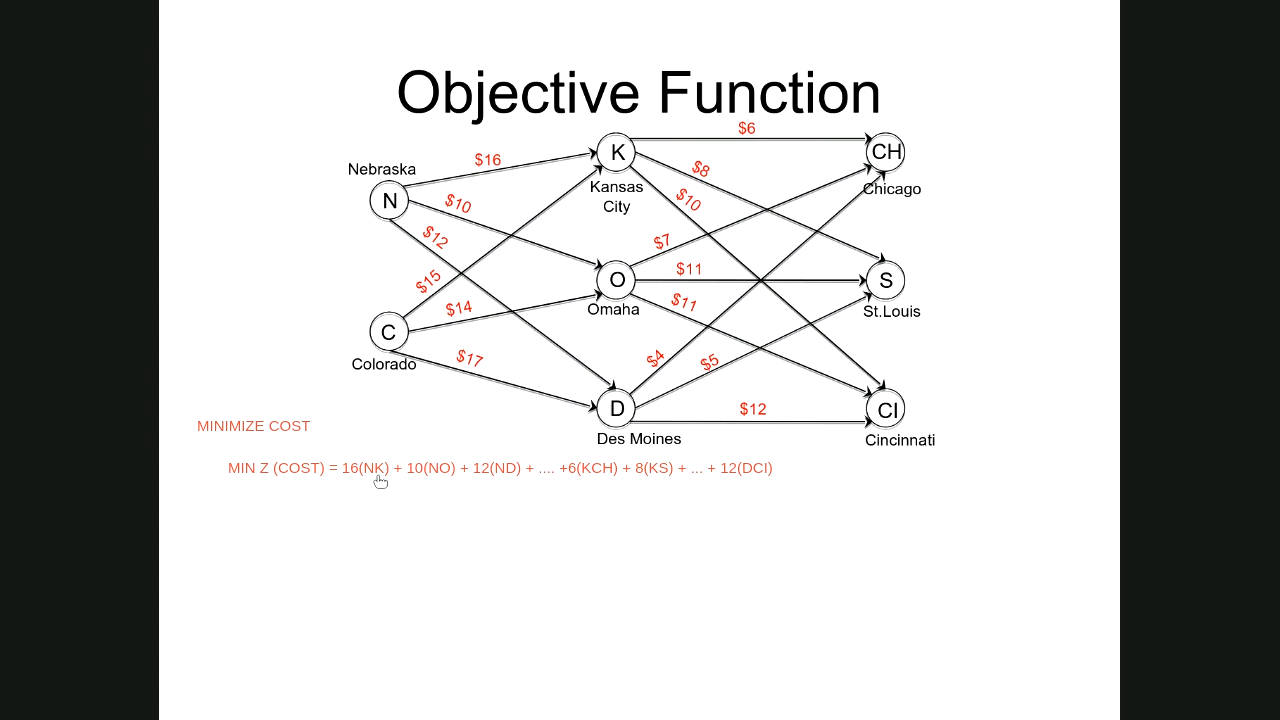 Objective Function
$6
K
CH
$16
Nebraska
$8
Kansas
City
Chicago
N
$10
$10
$12
$7
$15
$11
O
S
$14
$11
Omaha
St.Louis
C
Colorado
$17
$4
$5
D
$12
CI
MINIMIZE COST
Des Moines
Cincinnati
MIN Z (COST) = 16(NK) + 10(NO) + 12(ND) + .... +6(KCH) + 8(KS) + ... + 12(DCI)